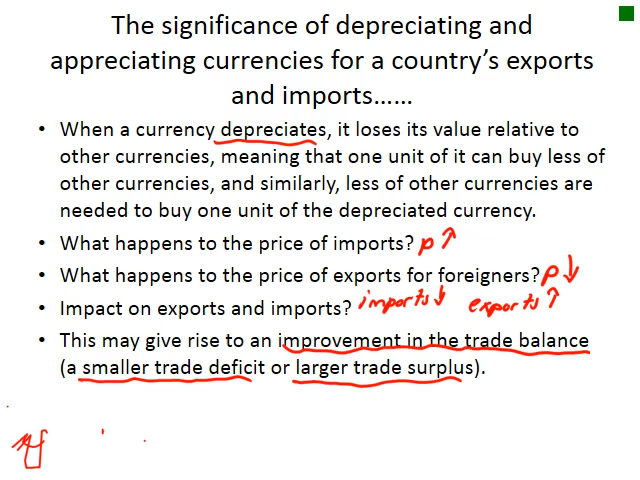 The significance of depreciating and
appreciating currencies for a country's exports
and imports......
• When a currency depreciates, it loses its value relative to
other currencies, meaning that one unit of it can buy less of
other currencies, and similarly, less of other currencies are
needed to buy one unit of the depreciated currency.
• What happens to the price of imports? p ↑
• What happens to the price of exports for foreigners? p ↓
• Impact on exports and imports? imports ↓ exports ↑
• This may give rise to an improvement in the trade balance
(a smaller trade deficit or larger trade surplus).